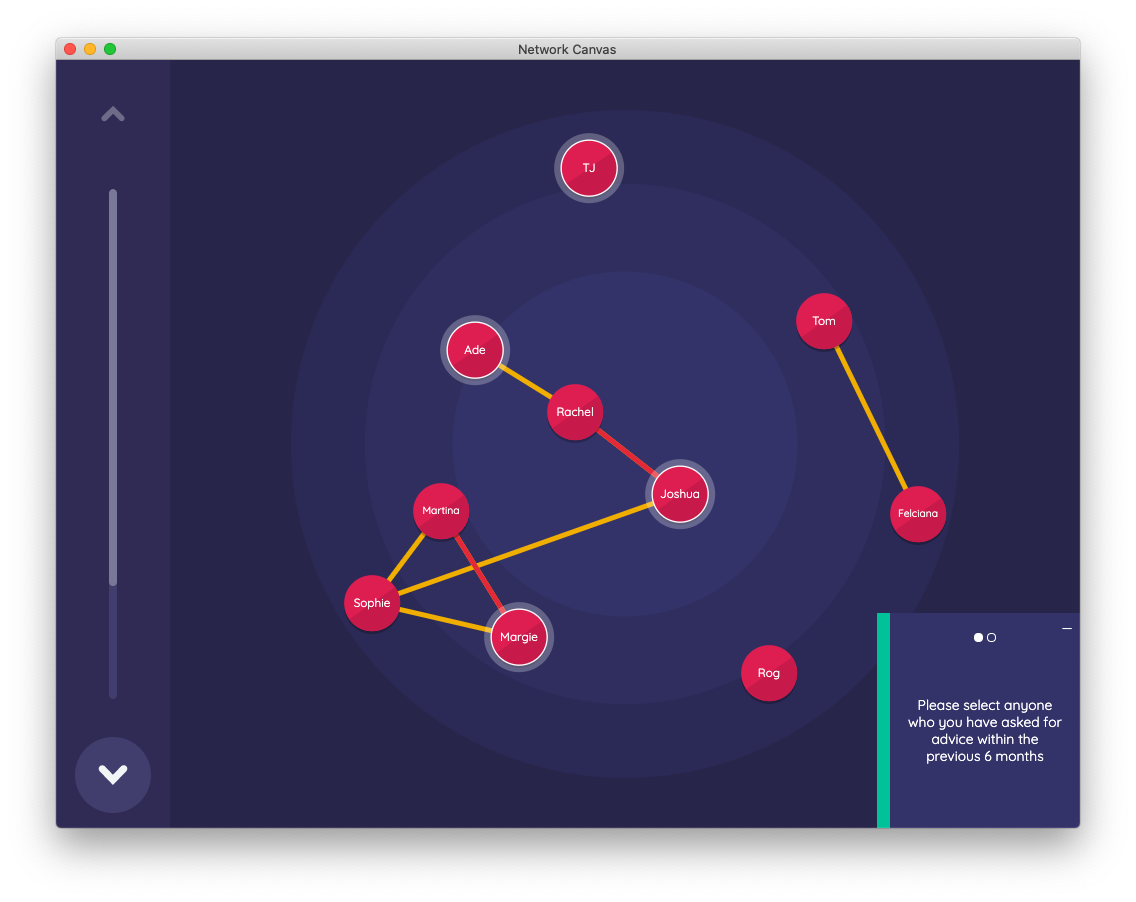 Network Canvas
TJ
Tom
Ade
Rachel
Joshua
Martina
Felciana
Sophie
Margie
Rog
Please select anyone
who you have asked for
advice within the
previous 6 months